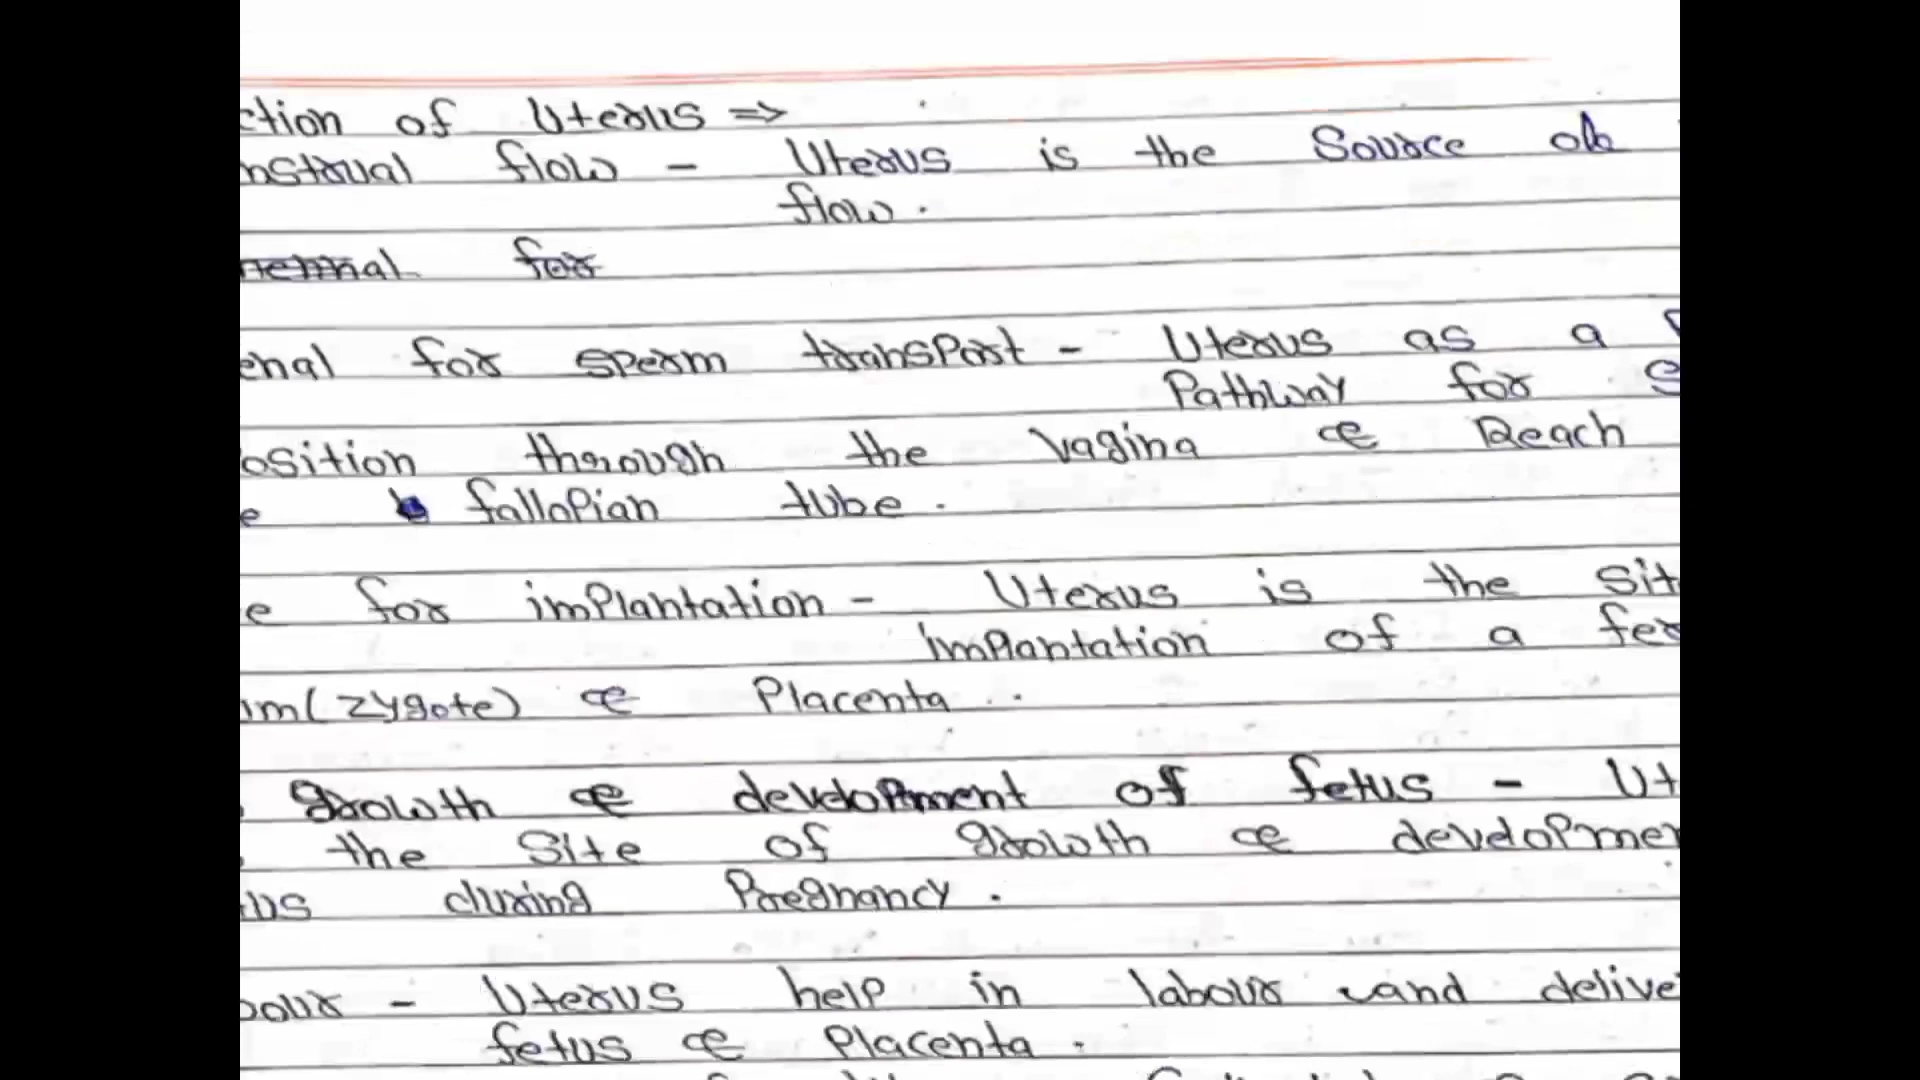 ction of Uterus =>
nstrual flow - Uterus is the Source of
flow.
for
enal for sperm transport - Uterus as a
Pathway for S
osition through the vagina & Reach
e fallopian tube.
e for implantation - Uterus is the Sit
implantation of a fer
um(zygote) & Placenta.
growth & development of fetus - Ut
the Site of growth & developmen
tus during Pregnancy.
bour - Uterus help in labour and delive
fetus & Placenta.